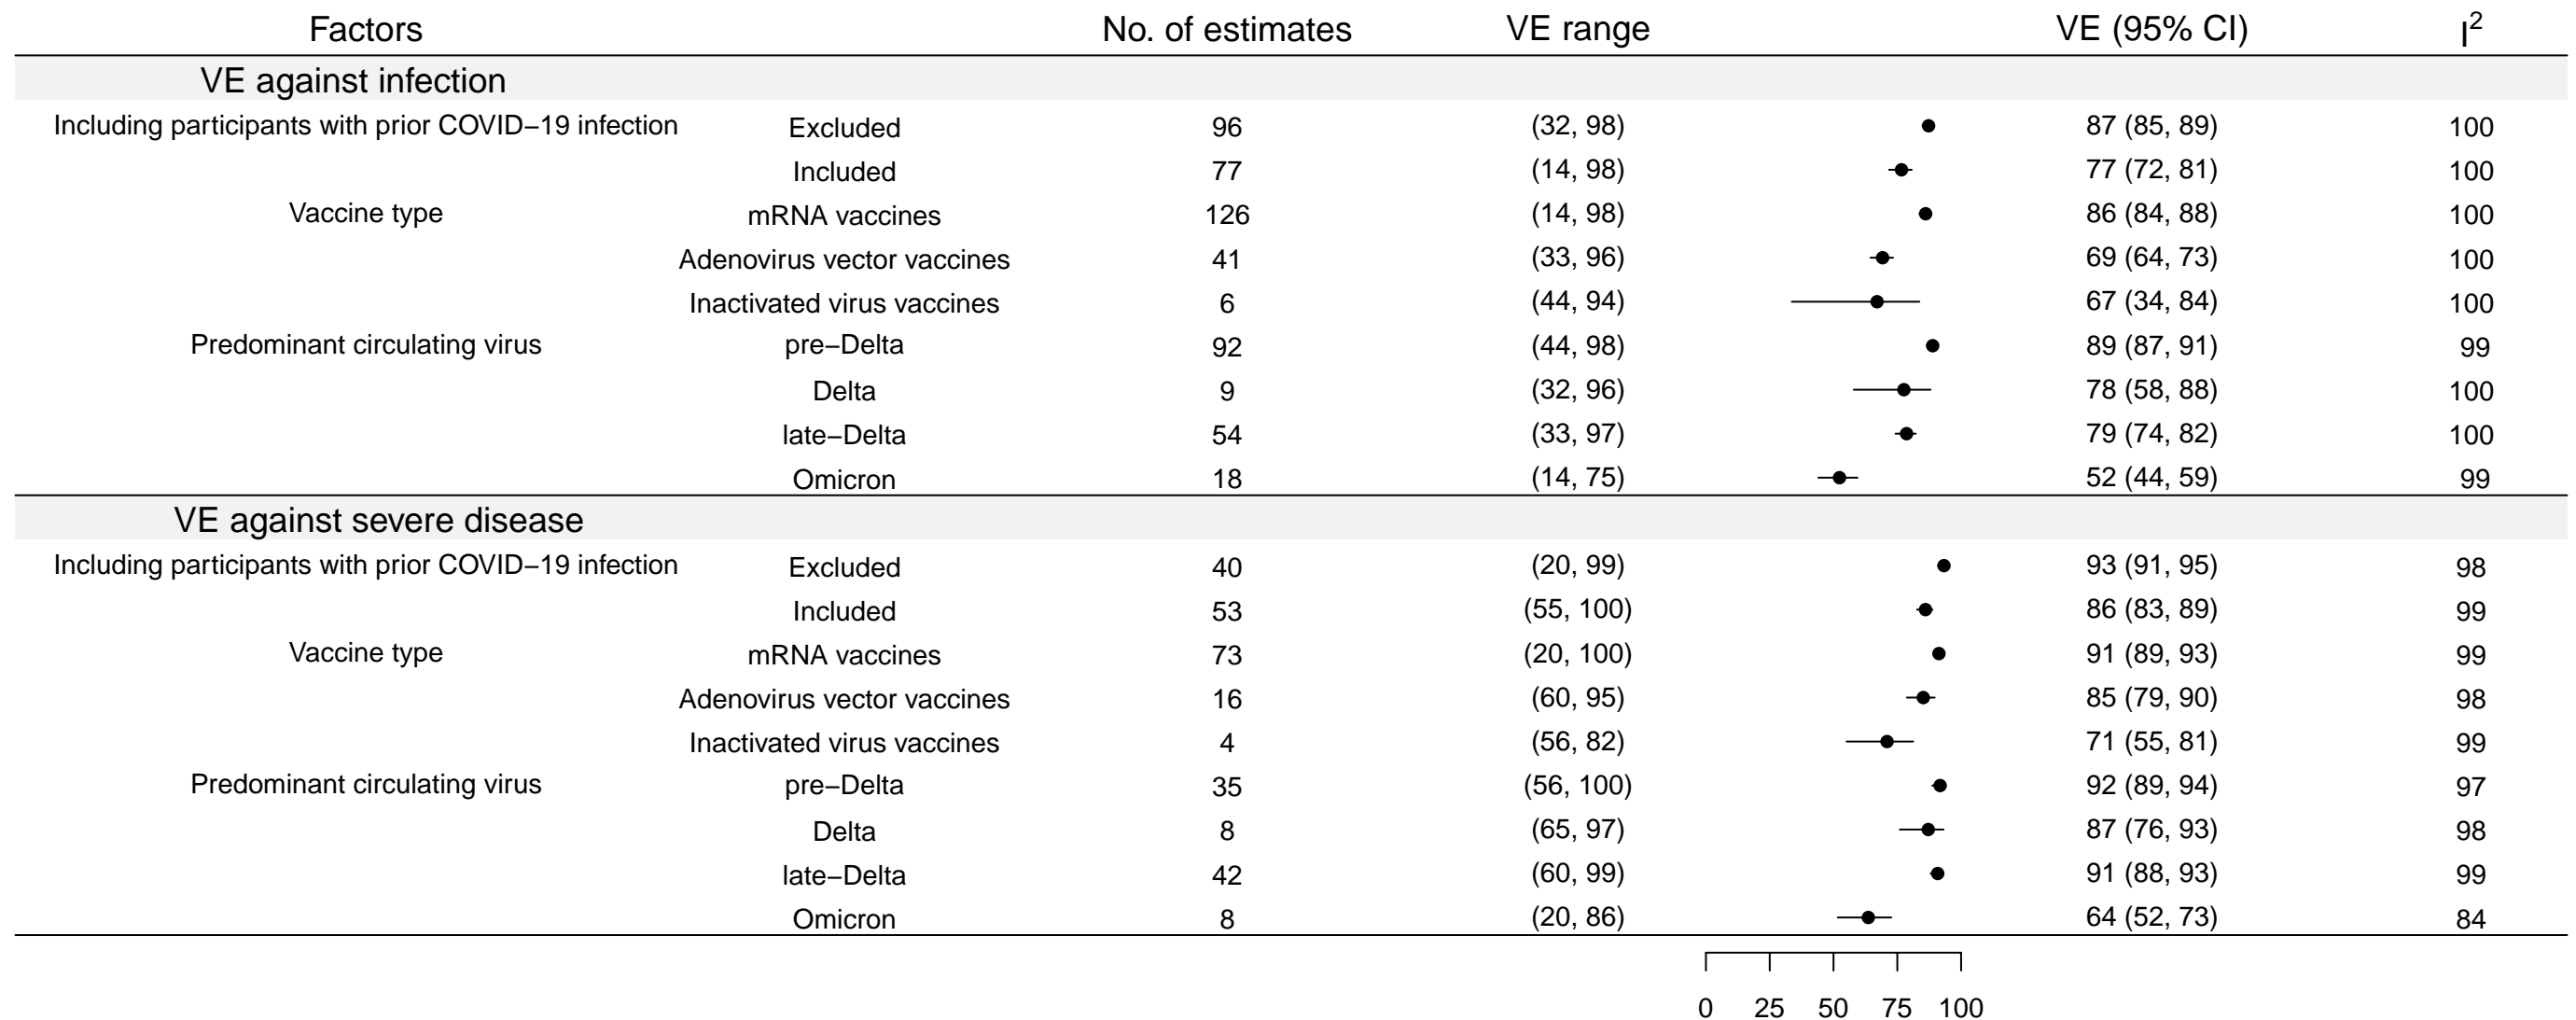 Factors No. of estimates VE range VE (95% CI) I2
VE against infection
Including participants with prior COVID−19 infection Excluded 96 (32, 98) 87 (85, 89) 100
Included 77 (14, 98) 77 (72, 81) 100
Vaccine type mRNA vaccines 126 (14, 98) 86 (84, 88) 100
Adenovirus vector vaccines 41 (33, 96) 69 (64, 73) 100
Inactivated virus vaccines 6 (44, 94) 67 (34, 84) 100
Predominant circulating virus pre−Delta 92 (44, 98) 89 (87, 91) 99
Delta 9 (32, 96) 78 (58, 88) 100
late−Delta 54 (33, 97) 79 (74, 82) 100
Omicron 18 (14, 75) 52 (44, 59) 99
VE against severe disease
Including participants with prior COVID−19 infection Excluded 40 (20, 99) 93 (91, 95) 98
Included 53 (55, 100) 86 (83, 89) 99
Vaccine type mRNA vaccines 73 (20, 100) 91 (89, 93) 99
Adenovirus vector vaccines 16 (60, 95) 85 (79, 90) 98
Inactivated virus vaccines 4 (56, 82) 71 (55, 81) 99
Predominant circulating virus pre−Delta 35 (56, 100) 92 (89, 94) 97
Delta 8 (65, 97) 87 (76, 93) 98
late−Delta 42 (60, 99) 91 (88, 93) 99
Omicron 8 (20, 86) 64 (52, 73) 84
0 25 50 75 100